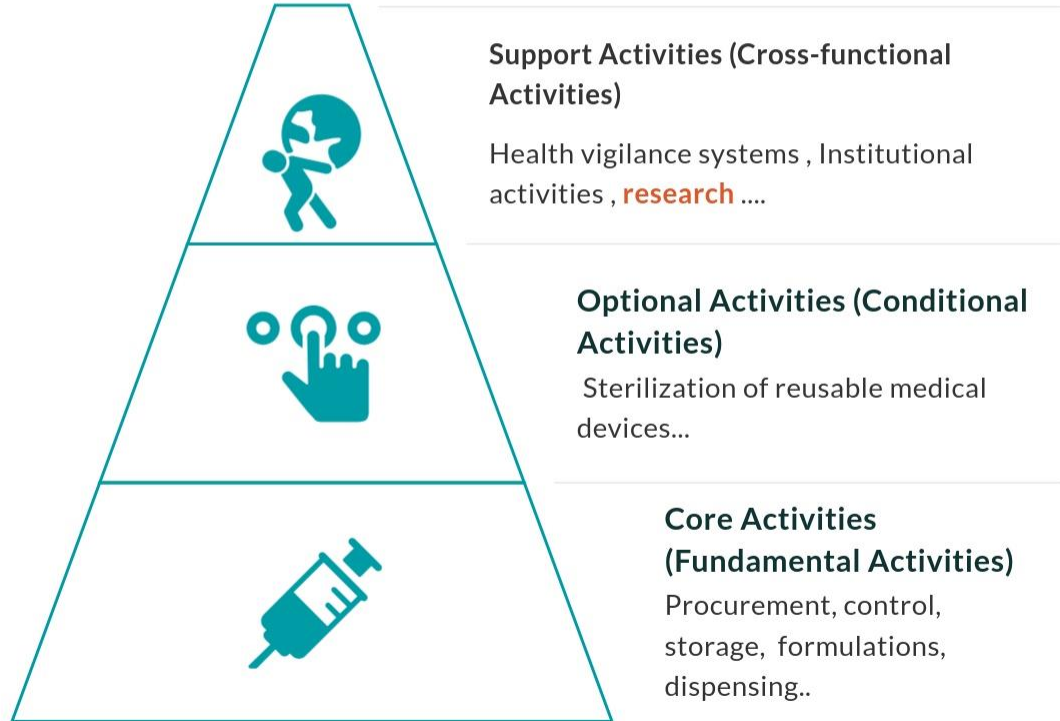 Support Activities (Cross-functional
Activities)
Health vigilance systems , Institutional
activities , research ....
Optional Activities (Conditional
Activities)
Sterilization of reusable medical
devices...
Core Activities
(Fundamental Activities)
Procurement, control,
storage, formulations,
dispensing..